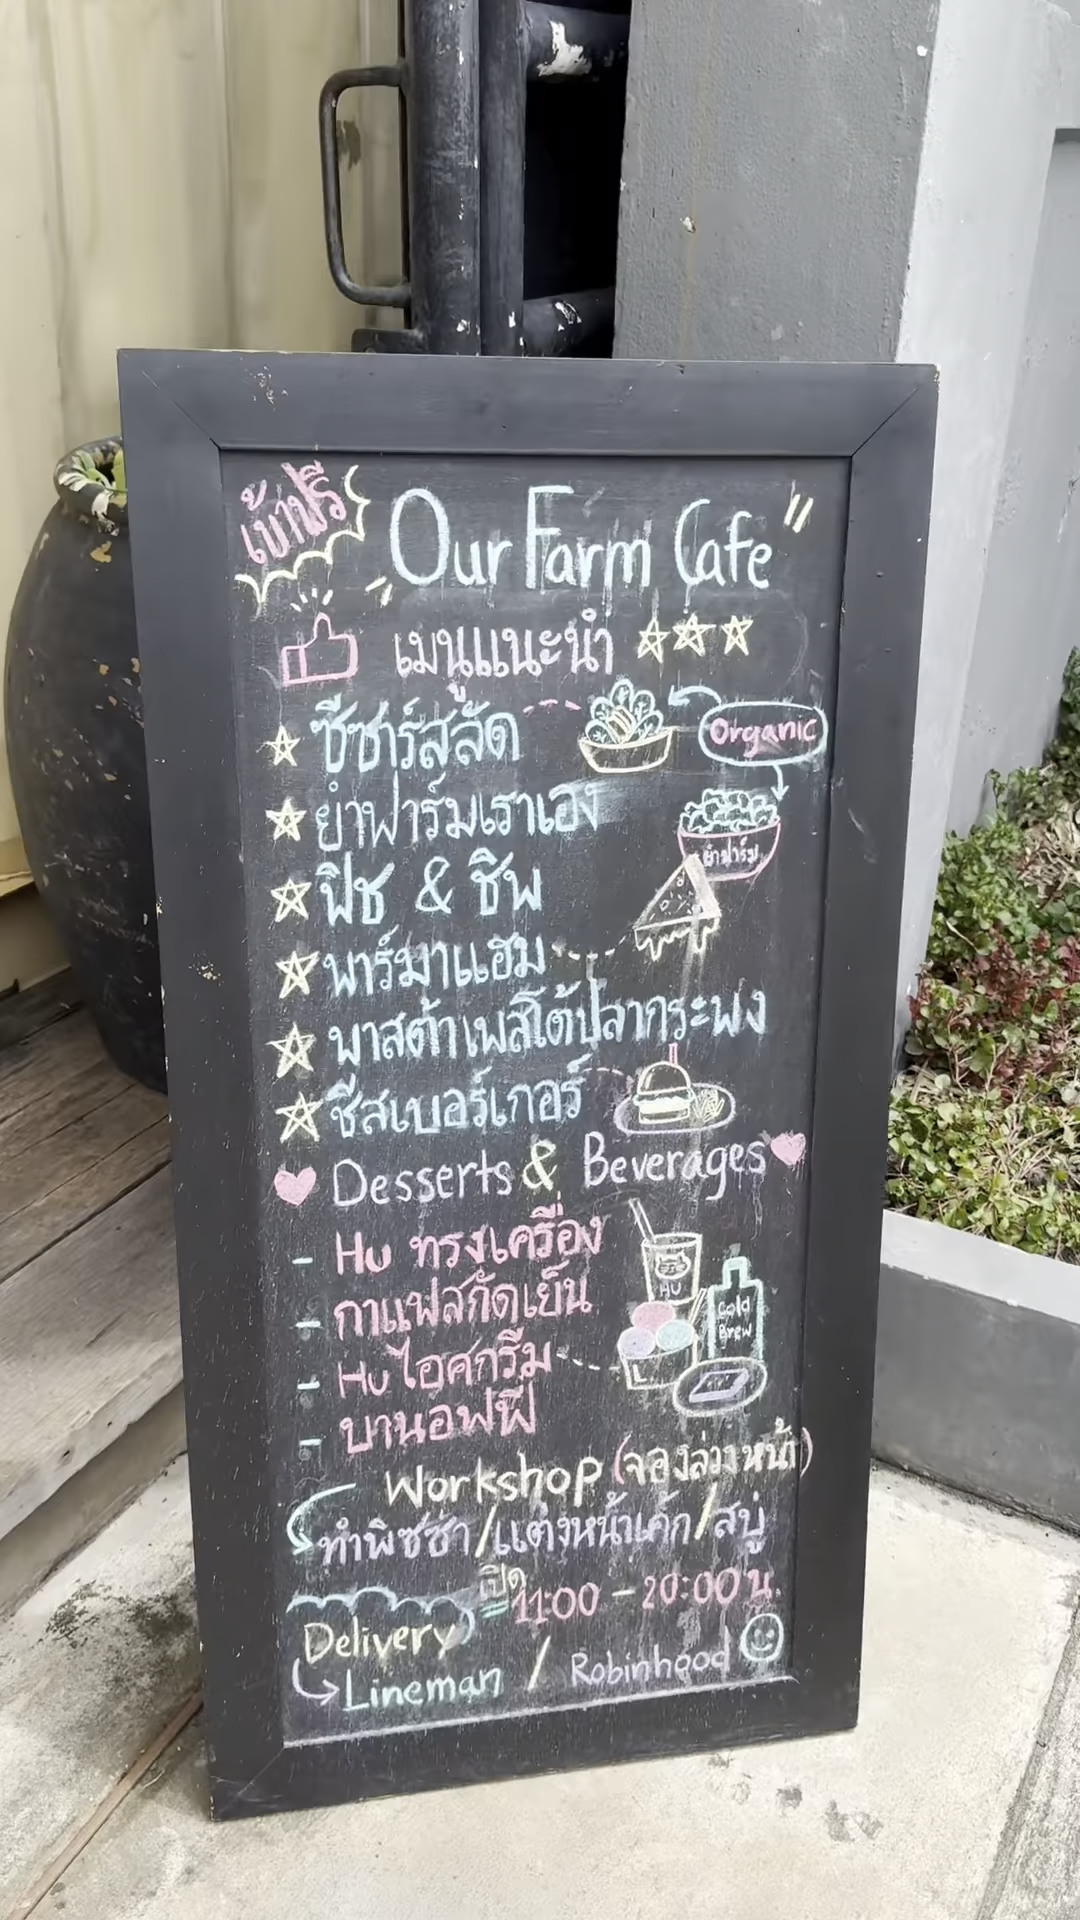 เข้าฟรี
"Our Farm Cafe"
เมนูแนะนำ
ซีซาร์สลัด
Organic
ยำฟาร์มเราเอง
ยำฟาร์ม
ฟิช & ชิพ
พาร์มาแฮม
พาสต้าเพสโต้ปลากระพง
ชีสเบอร์เกอร์
Desserts & Beverages
- Hu ทรงเครื่อง
HU
- กาแฟสกัดเย็น
Cold
Brew
- Hu ไอศกรีม
- บานอฟฟี่
Workshop (จองล่วงหน้า)
ทำพิซซ่า/แต่งหน้าเค้ก/สบู่
เปิด 11:00 - 20:00 น.
Delivery
Lineman / Robinhood